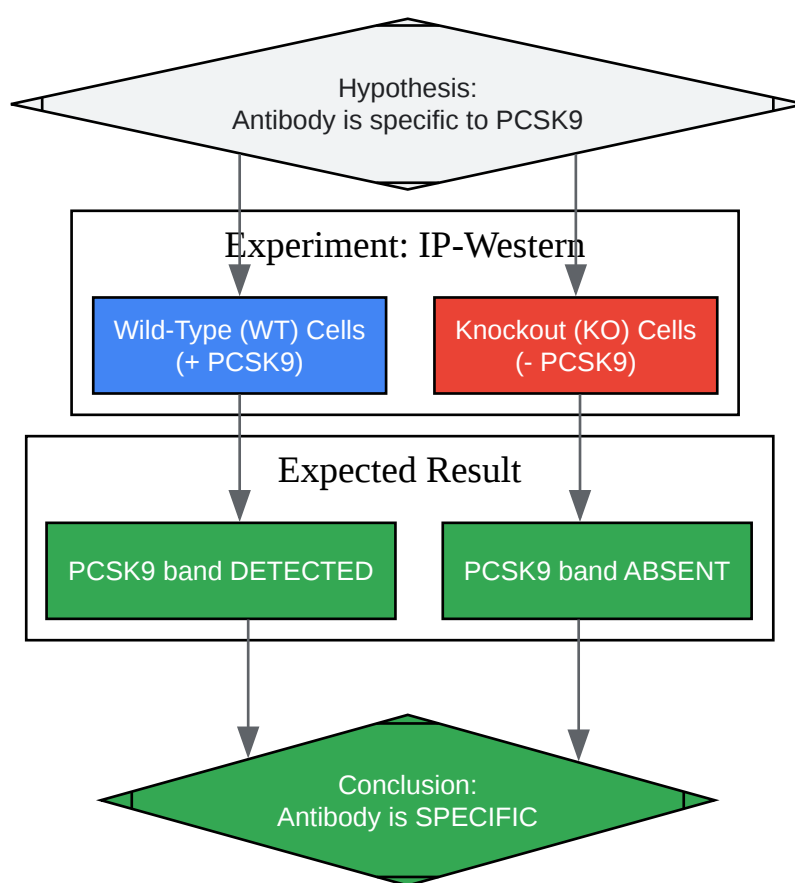 Hypothesis:
Antibody is specific to PCSK9
Experiment: IP-Western
Wild-Type (WT) Cells
(+ PCSK9)
Knockout (KO) Cells
(- PCSK9)
Expected Result
PCSK9 band DETECTED
PCSK9 band ABSENT
Conclusion:
Antibody is SPECIFIC